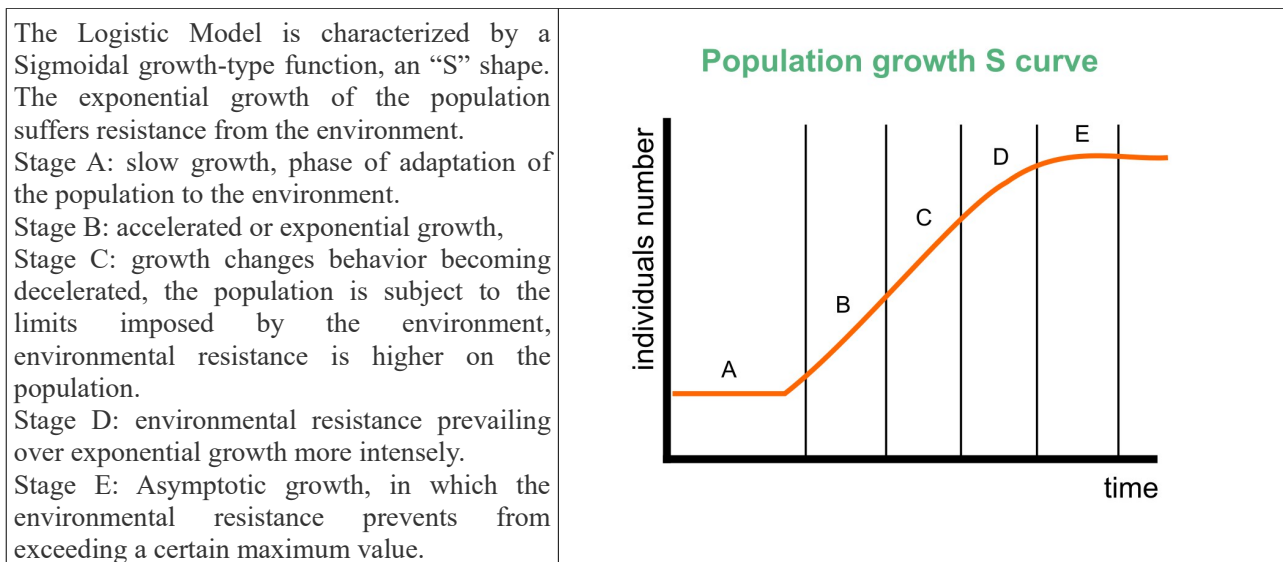 The Logistic Model is characterized by a
Sigmoidal growth-type function, an “S” shape.
The exponential growth of the population
suffers resistance from the environment.
Stage A: slow growth, phase of adaptation of
the population to the environment.
Stage B: accelerated or exponential growth,
Stage C: growth changes behavior becoming
decelerated, the population is subject to the
limits imposed by the environment,
environmental resistance is higher on the
population.
Stage D: environmental resistance prevailing
over exponential growth more intensely.
Stage E: Asymptotic growth, in which the
environmental resistance prevents from
exceeding a certain maximum value.
Population growth S curve
individuals number
A
B
C
D
E
time